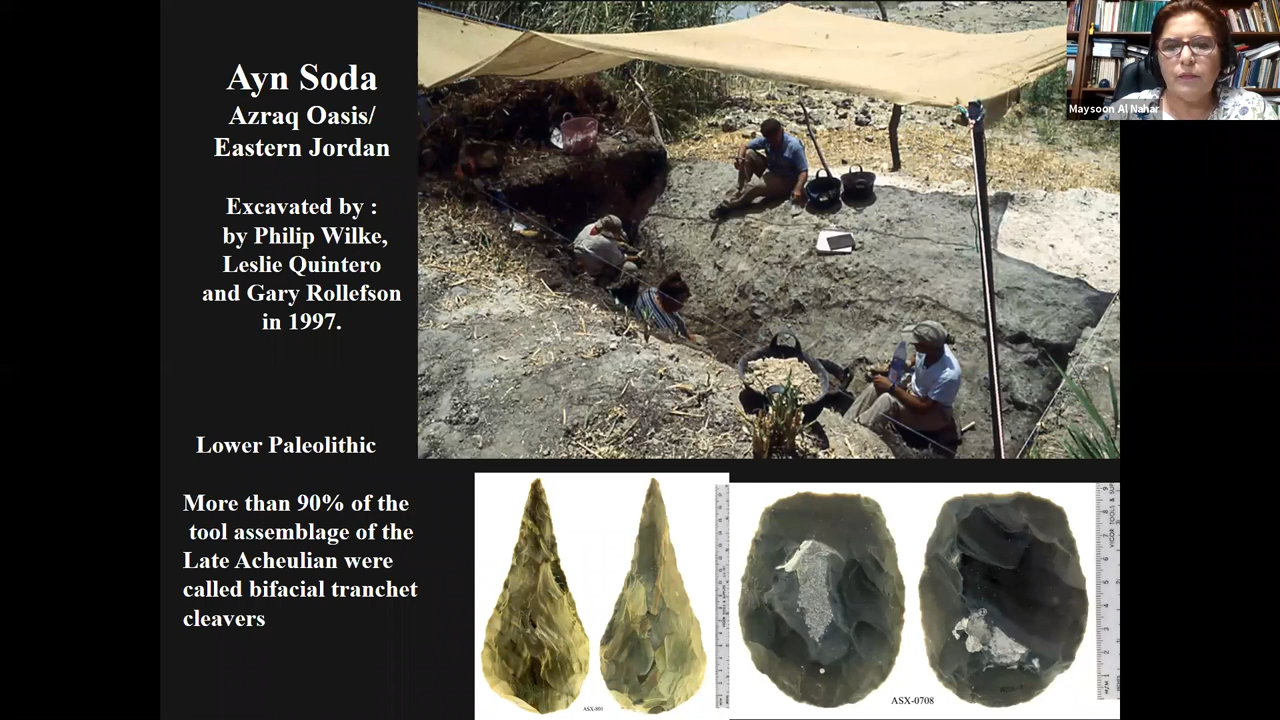 Ayn Soda
Azraq Oasis/
Eastern Jordan
Excavated by :
by Philip Wilke,
Leslie Quintero
and Gary Rollefson
in 1997.
Lower Paleolithic
More than 90% of the
tool assemblage of the
Late Acheulian were
called bifacial tranchet
cleavers
Maysoon Al Nahar
ASX-0708